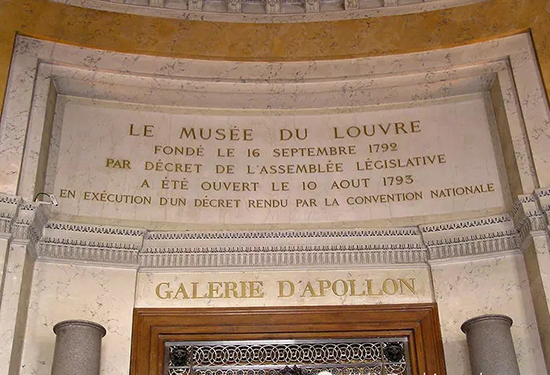 LE MUSÉE DU LOUVRE
FONDÉ LE 16 SEPTEMBRE 1792
PAR DÉCRET DE L'ASSEMBLÉE LÉGISLATIVE
A ÉTÉ OUVERT LE 10 AOUT 1793
EN EXÉCUTION D'UN DÉCRET RENDU PAR LA CONVENTION NATIONALE
GALERIE D'APOLLON